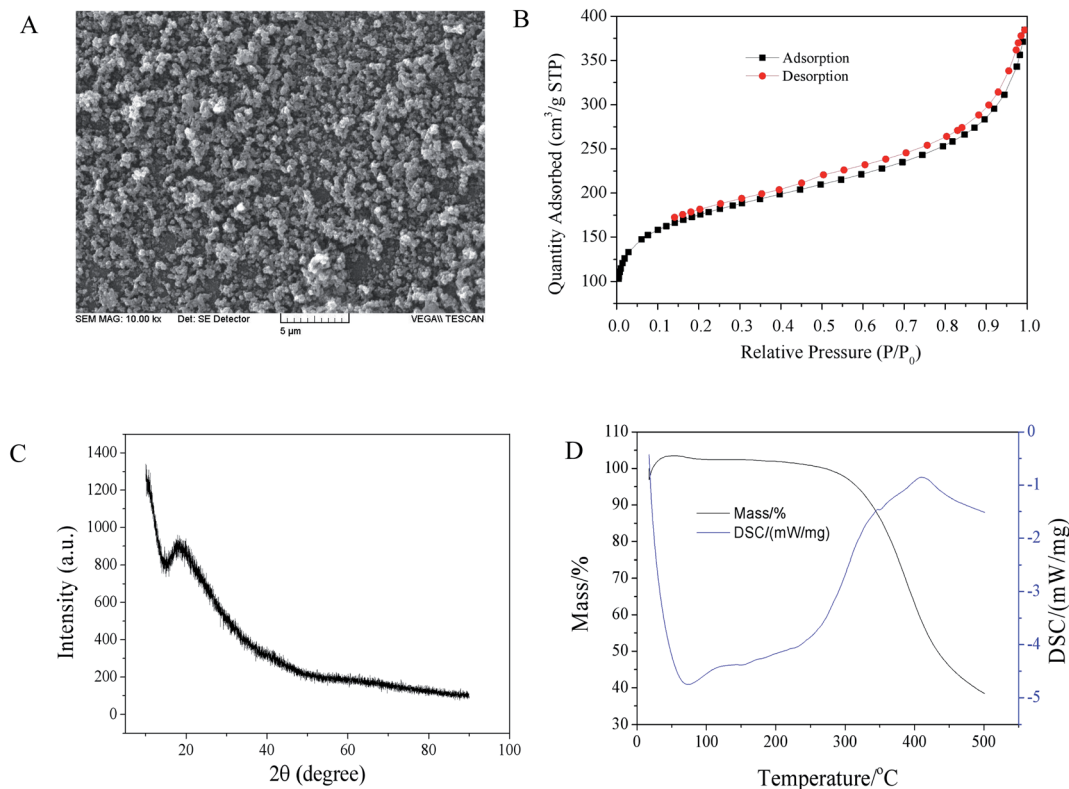 A
SEM MAG: 10.00 kx Det: SE Detector VEGA\\ TESCAN
5 µm
B
Quantity Adsorbed (cm³/g STP)
400
350
300
250
200
150
100
Adsorption
Desorption
0.0 0.1 0.2 0.3 0.4 0.5 0.6 0.7 0.8 0.9 1.0
Relative Pressure (P/P₀)
C
Intensity (a.u.)
1400
1200
1000
800
600
400
200
0
20 40 60 80 100
2θ (degree)
D
Mass/%
110
100
90
80
70
60
50
40
30
Mass/%
DSC/(mW/mg)
0
-1
-2
-3
-4
-5
DSC/(mW/mg)
0 100 200 300 400 500
Temperature/°C